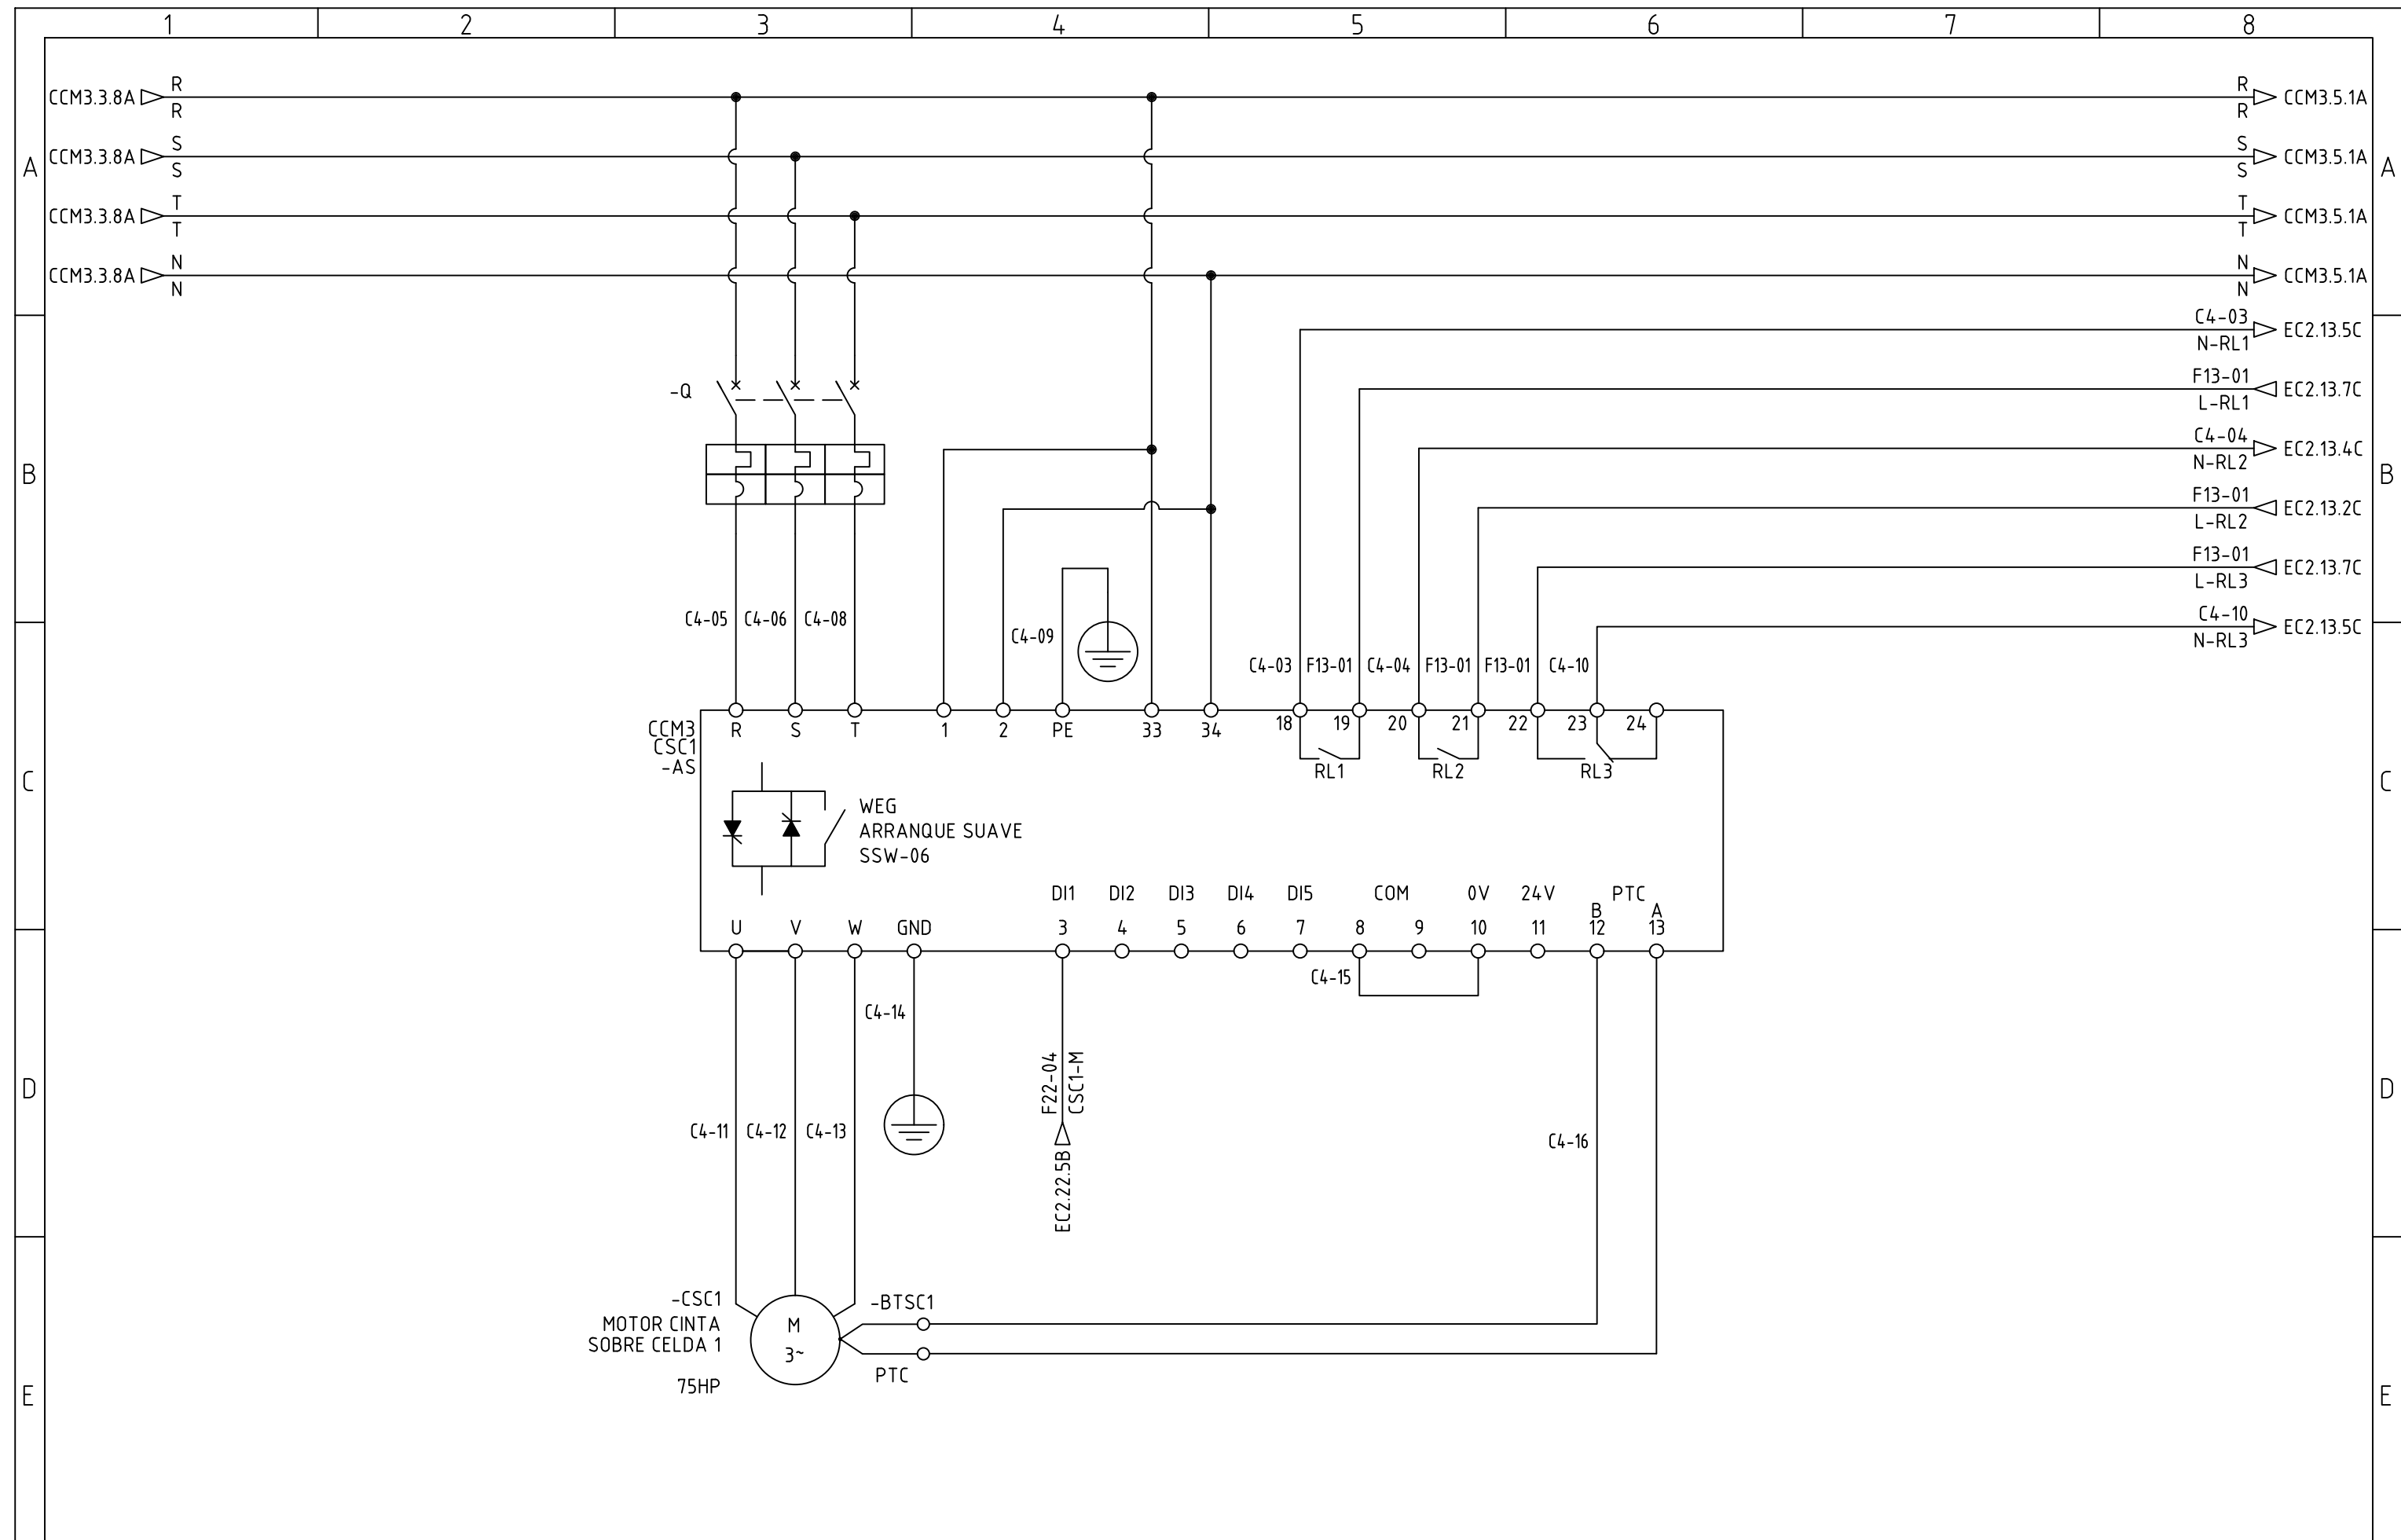 1 2 3 4 5 6 7 8
R
CCM3.3.8A
R
R
CCM3.5.1A
R
S
CCM3.3.8A
S
S
CCM3.5.1A
S
A
A
T
CCM3.3.8A
T
T
CCM3.5.1A
T
N
CCM3.3.8A
N
N
CCM3.5.1A
N
C4-03
EC2.13.5C
N-RL1
F13-01
EC2.13.7C
L-RL1
-Q
C4-04
EC2.13.4C
N-RL2
B
B
F13-01
EC2.13.2C
L-RL2
F13-01
EC2.13.7C
L-RL3
C4-10
EC2.13.5C
N-RL3
C4-05 C4-06 C4-08
C4-09
C4-03 F13-01 C4-04 F13-01 F13-01 C4-10
CCM3
CSC1
-AS
R S T 1 2 PE 33 34 18 19 20 21 22 23 24
RL1 RL2 RL3
C
C
WEG
ARRANQUE SUAVE
SSW-06
DI1 DI2 DI3 DI4 DI5 COM 0V 24V PTC
B A
U V W GND 3 4 5 6 7 8 9 10 11 12 13
C4-15
C4-14
D
D
F22-04
CSC1-M
EC2.22.5B
C4-11 C4-12 C4-13
C4-16
-CSC1
MOTOR CINTA
SOBRE CELDA 1
75HP
M
3~
-BTSC1
PTC
E
E